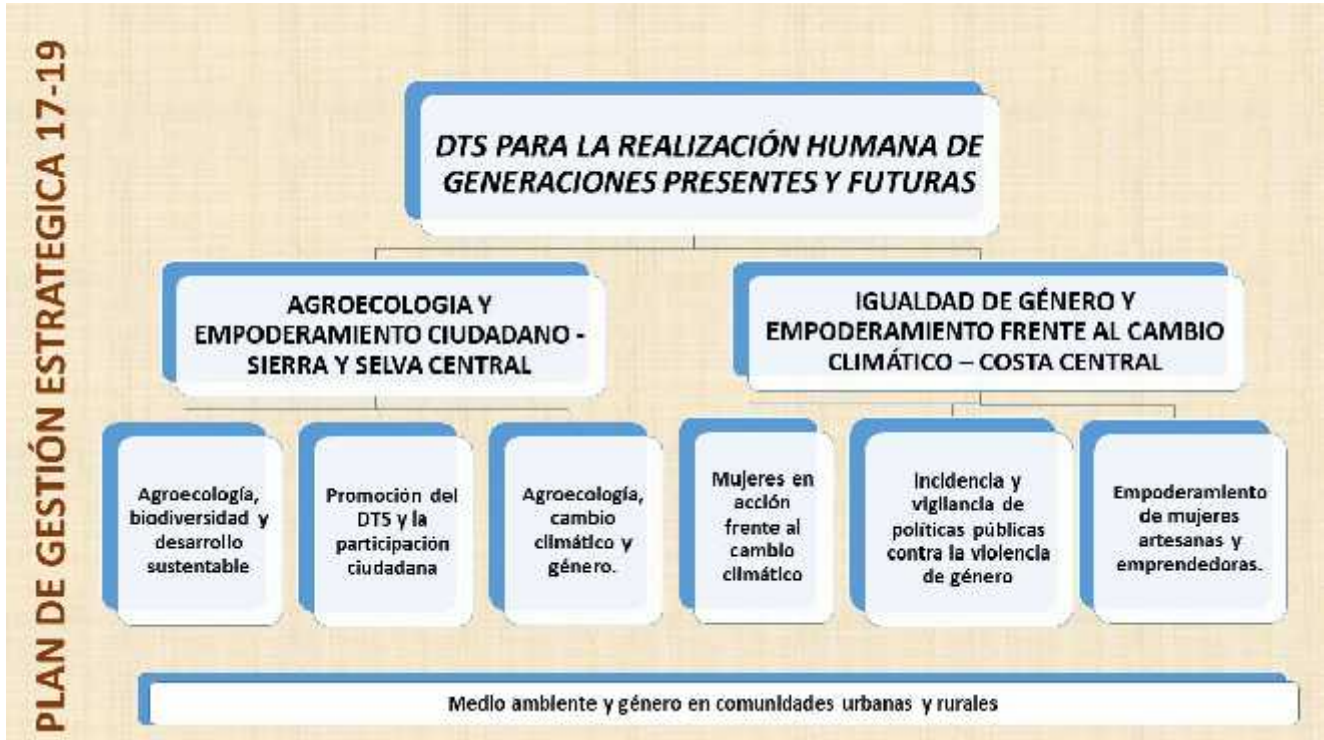 PLAN DE GESTIÓN ESTRATEGICA 17-19
DTS PARA LA REALIZACIÓN HUMANA DE
GENERACIONES PRESENTES Y FUTURAS
AGROECOLOGIA Y
EMPODERAMIENTO CIUDADANO -
SIERRA Y SELVA CENTRAL
IGUALDAD DE GÉNERO Y
EMPODERAMIENTO FRENTE AL CAMBIO
CLIMÁTICO – COSTA CENTRAL
Agroecología,
biodiversidad y
desarrollo
sustentable
Promoción del
DTS y la
participación
ciudadana
Agroecología,
cambio
climático y
género.
Mujeres en
acción
frente al
cambio
climático
Incidencia y
vigilancia de
políticas públicas
contra la violencia
de género
Empoderamiento
de mujeres
artesanas y
emprendedoras.
Medio ambiente y género en comunidades urbanas y rurales